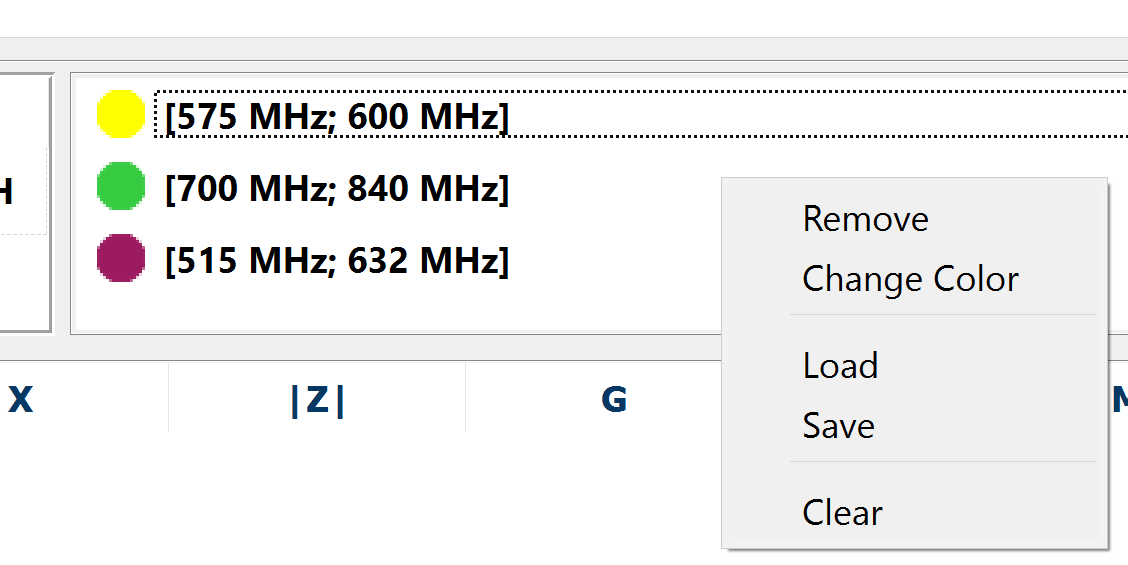 [575 MHz; 600 MHz]
H
[700 MHz; 840 MHz]
[515 MHz; 632 MHz]
Remove
Change Color
Load
Save
Clear
X
|Z|
G